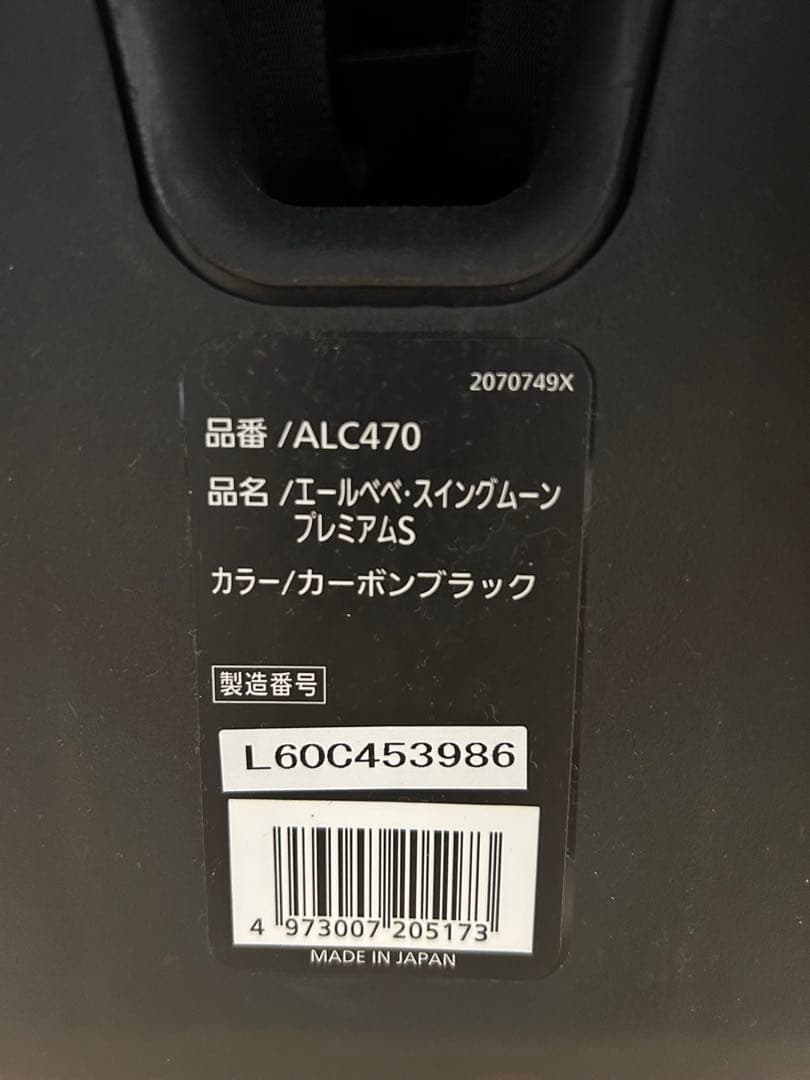 2070749X
品番 /ALC470
品名 /エールベベ・スイングムーン
プレミアムS
カラー/カーボンブラック
製造番号
L60C453986
4 973007 205173
MADE IN JAPAN